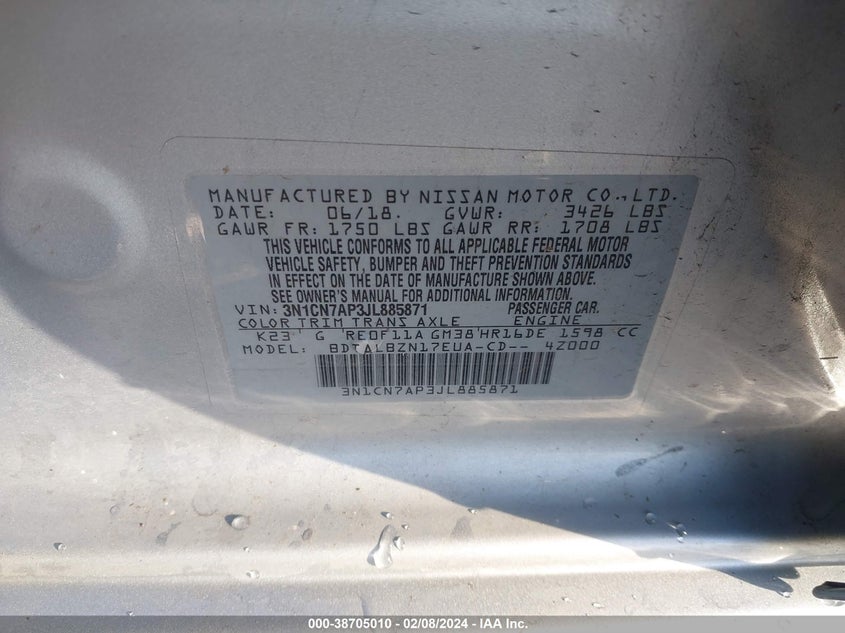 MANUFACTURED BY NISSAN MOTOR CO.,LTD.
DATE: 06/18. GVWR: 3426 LBS
GAWR FR: 1750 LBS GAWR RR: 1708 LBS
THIS VEHICLE CONFORMS TO ALL APPLICABLE FEDERAL MOTOR
VEHICLE SAFETY, BUMPER AND THEFT PREVENTION STANDARDS
IN EFFECT ON THE DATE OF MANUFACTURE SHOWN ABOVE.
SEE OWNER'S MANUAL FOR ADDITIONAL INFORMATION.
VIN: 3N1CN7AP3JL885871 PASSENGER CAR.
COLOR TRIM TRANS AXLE ENGINE
K23 G RE0F11A GM38 HR16DE 1598 CC
MODEL: BDTALBZN17EUA-CD-- 4Z000
3N1CN7AP3JL885871
000-38705010 - 02/08/2024 - IAA Inc.